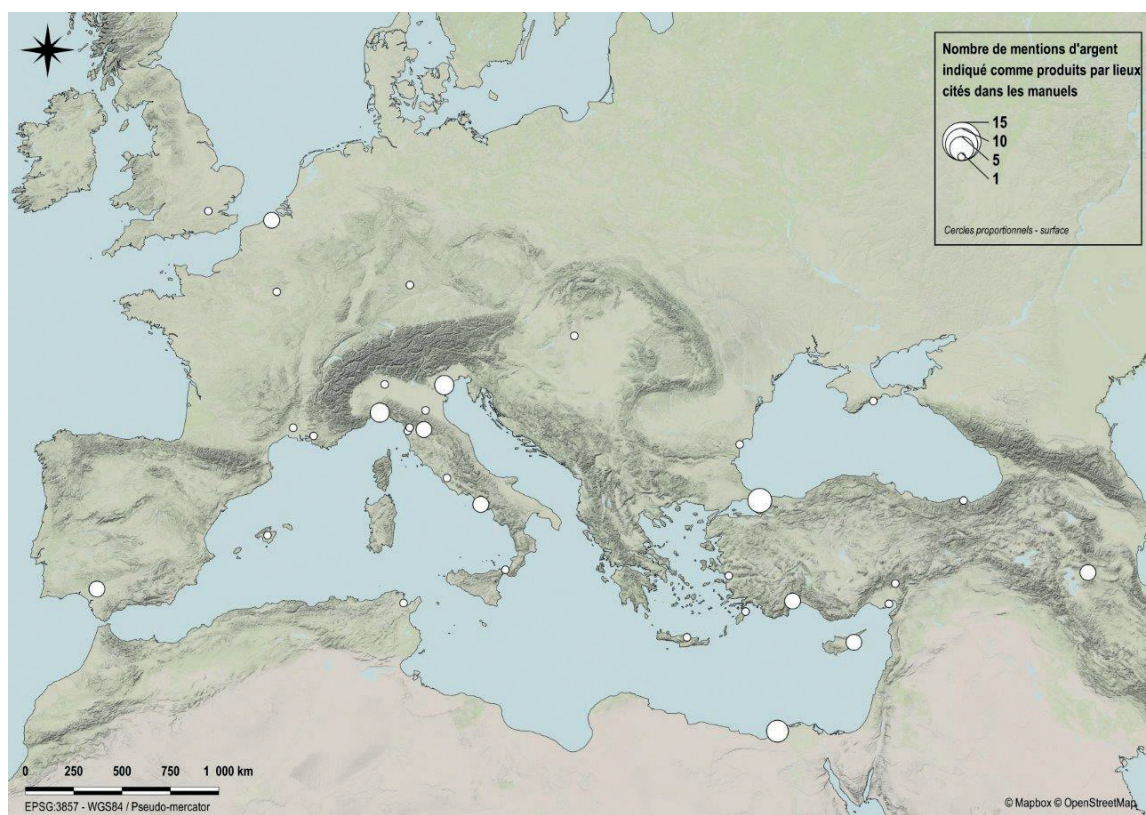 Nombre de mentions d'argent
indiqué comme produits par lieux
cités dans les manuels
15
10
5
1
Cercles proportionnels - surface
0 250 500 750 1 000 km
EPSG:3857 - WGS84 / Pseudo-mercator
© Mapbox © OpenStreetMap